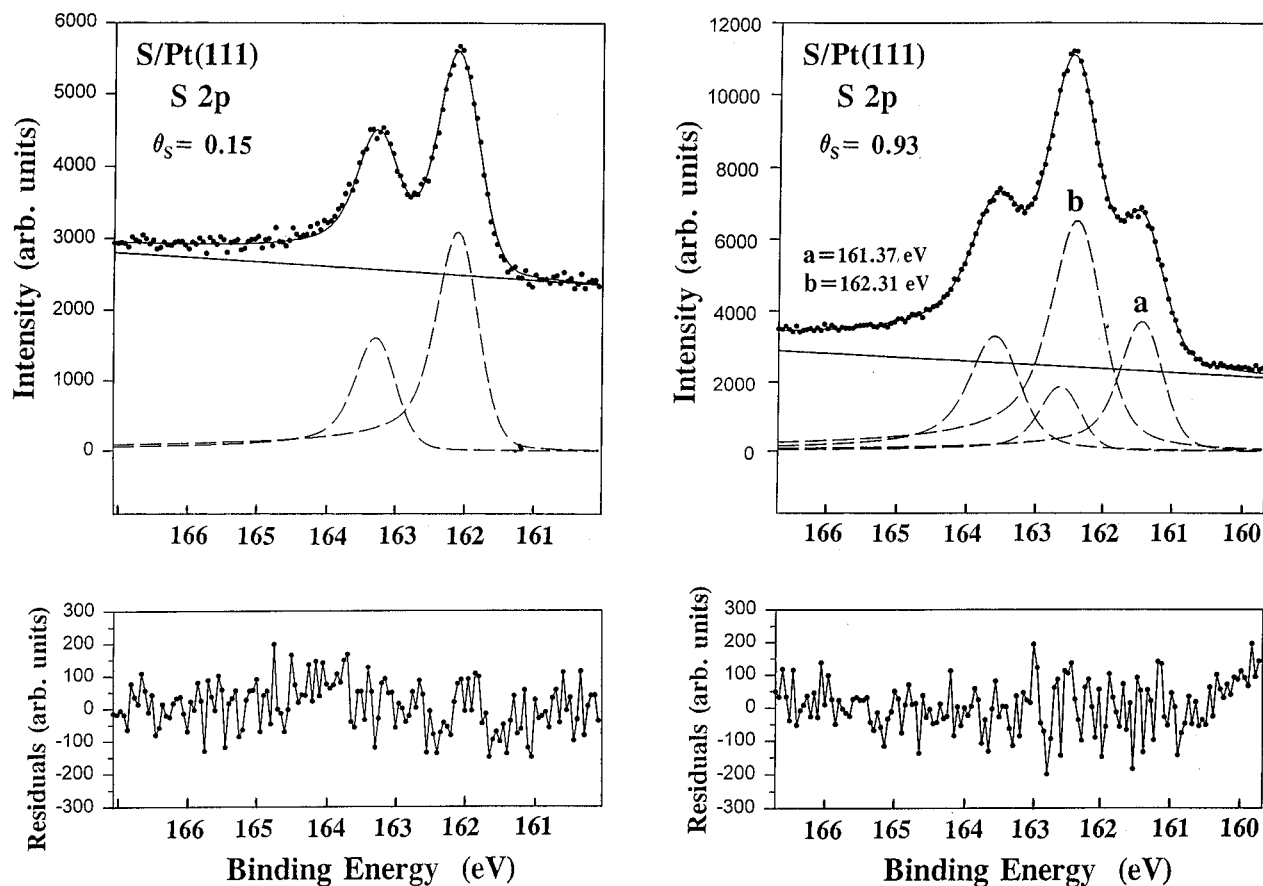 6000
5000
4000
3000
2000
1000
0
Intensity (arb. units)
S/Pt(111)
S 2p
θS= 0.15
166 165 164 163 162 161
12000
10000
8000
6000
4000
2000
0
Intensity (arb. units)
S/Pt(111)
S 2p
θS= 0.93
a=161.37 eV
b=162.31 eV
b
a
166 165 164 163 162 161 160
300
200
100
0
-100
-200
-300
Residuals (arb. units)
166 165 164 163 162 161
Binding Energy (eV)
300
200
100
0
-100
-200
-300
Residuals (arb. units)
166 165 164 163 162 161 160
Binding Energy (eV)